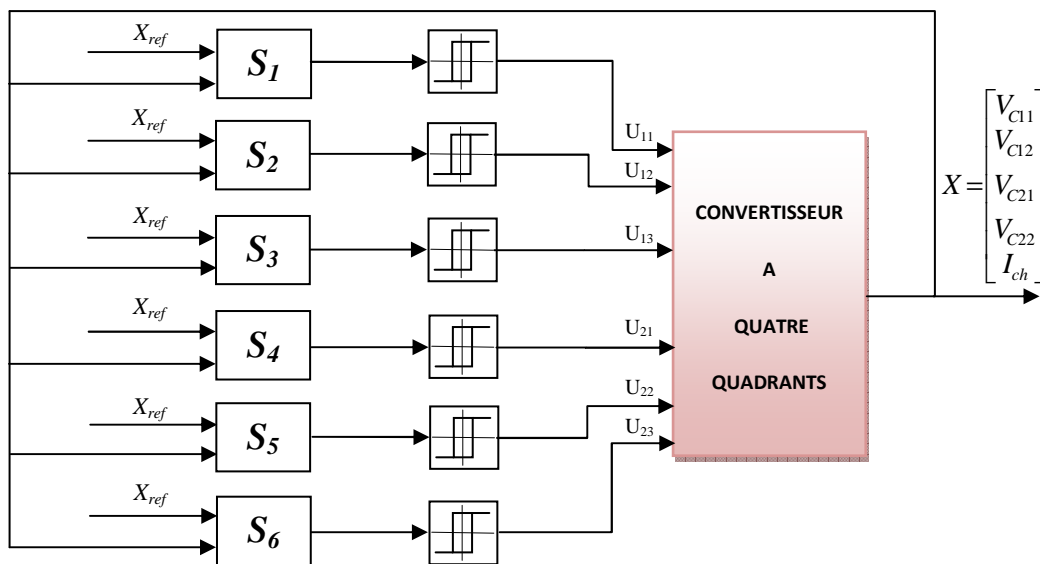 X_ref
S_1
U_11
X_ref
S_2
U_12
X_ref
S_3
U_13
X_ref
S_4
U_21
X_ref
S_5
U_22
X_ref
S_6
U_23
CONVERTISSEUR
A
QUATRE
QUADRANTS
X =
V_C11
V_C12
V_C21
V_C22
I_ch